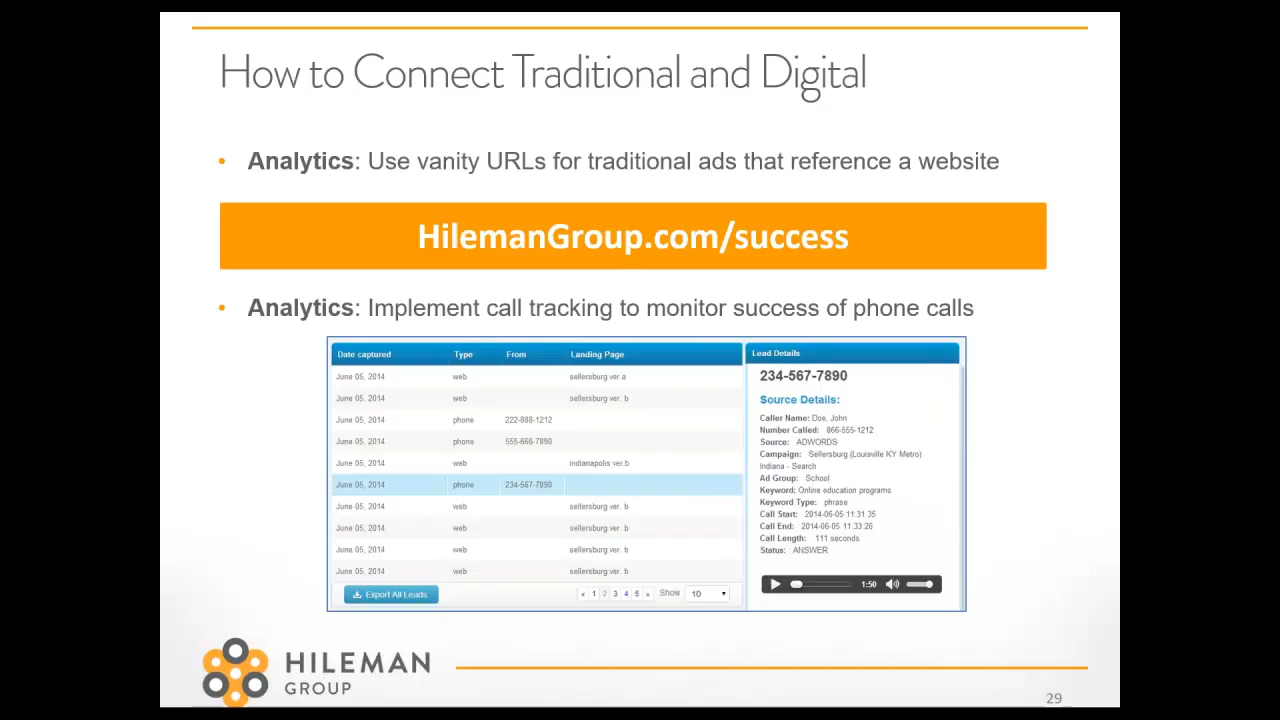 How to Connect Traditional and Digital
• Analytics: Use vanity URLs for traditional ads that reference a website
HilemanGroup.com/success
• Analytics: Implement call tracking to monitor success of phone calls
Date captured Type From Landing Page
June 05, 2014 web sellersburg ver.a
June 05, 2014 web sellersburg ver. b
June 05, 2014 phone 222-888-1212
June 05, 2014 phone 555-666-7890
June 05, 2014 web indianapolis ver.b
June 05, 2014 phone 234-567-7890
June 05, 2014 web sellersburg ver. b
June 05, 2014 web sellersburg ver. b
June 05, 2014 web sellersburg ver. b
June 05, 2014 web sellersburg ver. b
Export All Leads « 1 2 3 4 5 » Show 10
Lead Details
234-567-7890
Source Details:
Caller Name: Doe, John
Number Called: 866-555-1212
Source: ADWORDS
Campaign: Sellersburg (Louisville KY Metro)
Indiana - Search
Ad Group: School
Keyword: Online education programs
Keyword Type: phrase
Call Start: 2014-06-05 11:31:35
Call End: 2014-06-05 11:33:26
Call Length: 111 seconds
Status: ANSWER
1:50
HILEMAN
GROUP
29